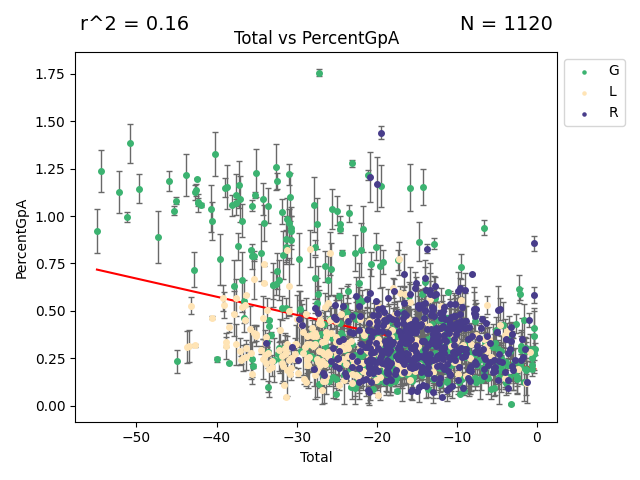 r^2 = 0.16
N = 1120
Total vs PercentGpA
G
L
R
PercentGpA
1.75
1.50
1.25
1.00
0.75
0.50
0.25
0.00
−50
−40
−30
−20
−10
0
Total